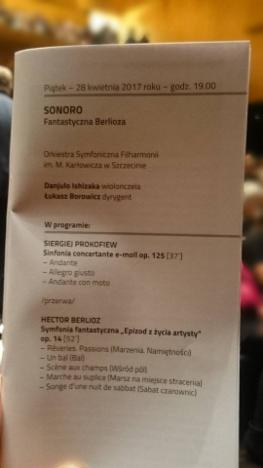 Piątek – 28 kwietnia 2017 roku – godz. 19.00
SONORO
Fantastyczna Berlioza
Orkiestra Symfoniczna Filharmonii
im. M. Karłowicza w Szczecinie
Danjulo Ishizaka wiolonczela
Łukasz Borowicz dyrygent
W programie:
SIERGIEJ PROKOFIEW
Sinfonia concertante e-moll op. 125 [37']
– Andante
– Allegro giusto
– Andante con moto
/przerwa/
HECTOR BERLIOZ
Symfonia fantastyczna „Epizod z życia artysty"
op. 14 [52']
– Rêveries. Passions (Marzenia. Namiętności)
– Un bal (Bal)
– Scène aux champs (Wśród pól)
– Marche au suplice (Marsz na miejsce stracenia)
– Songe d'une nuit de sabbat (Sabat czarownic)